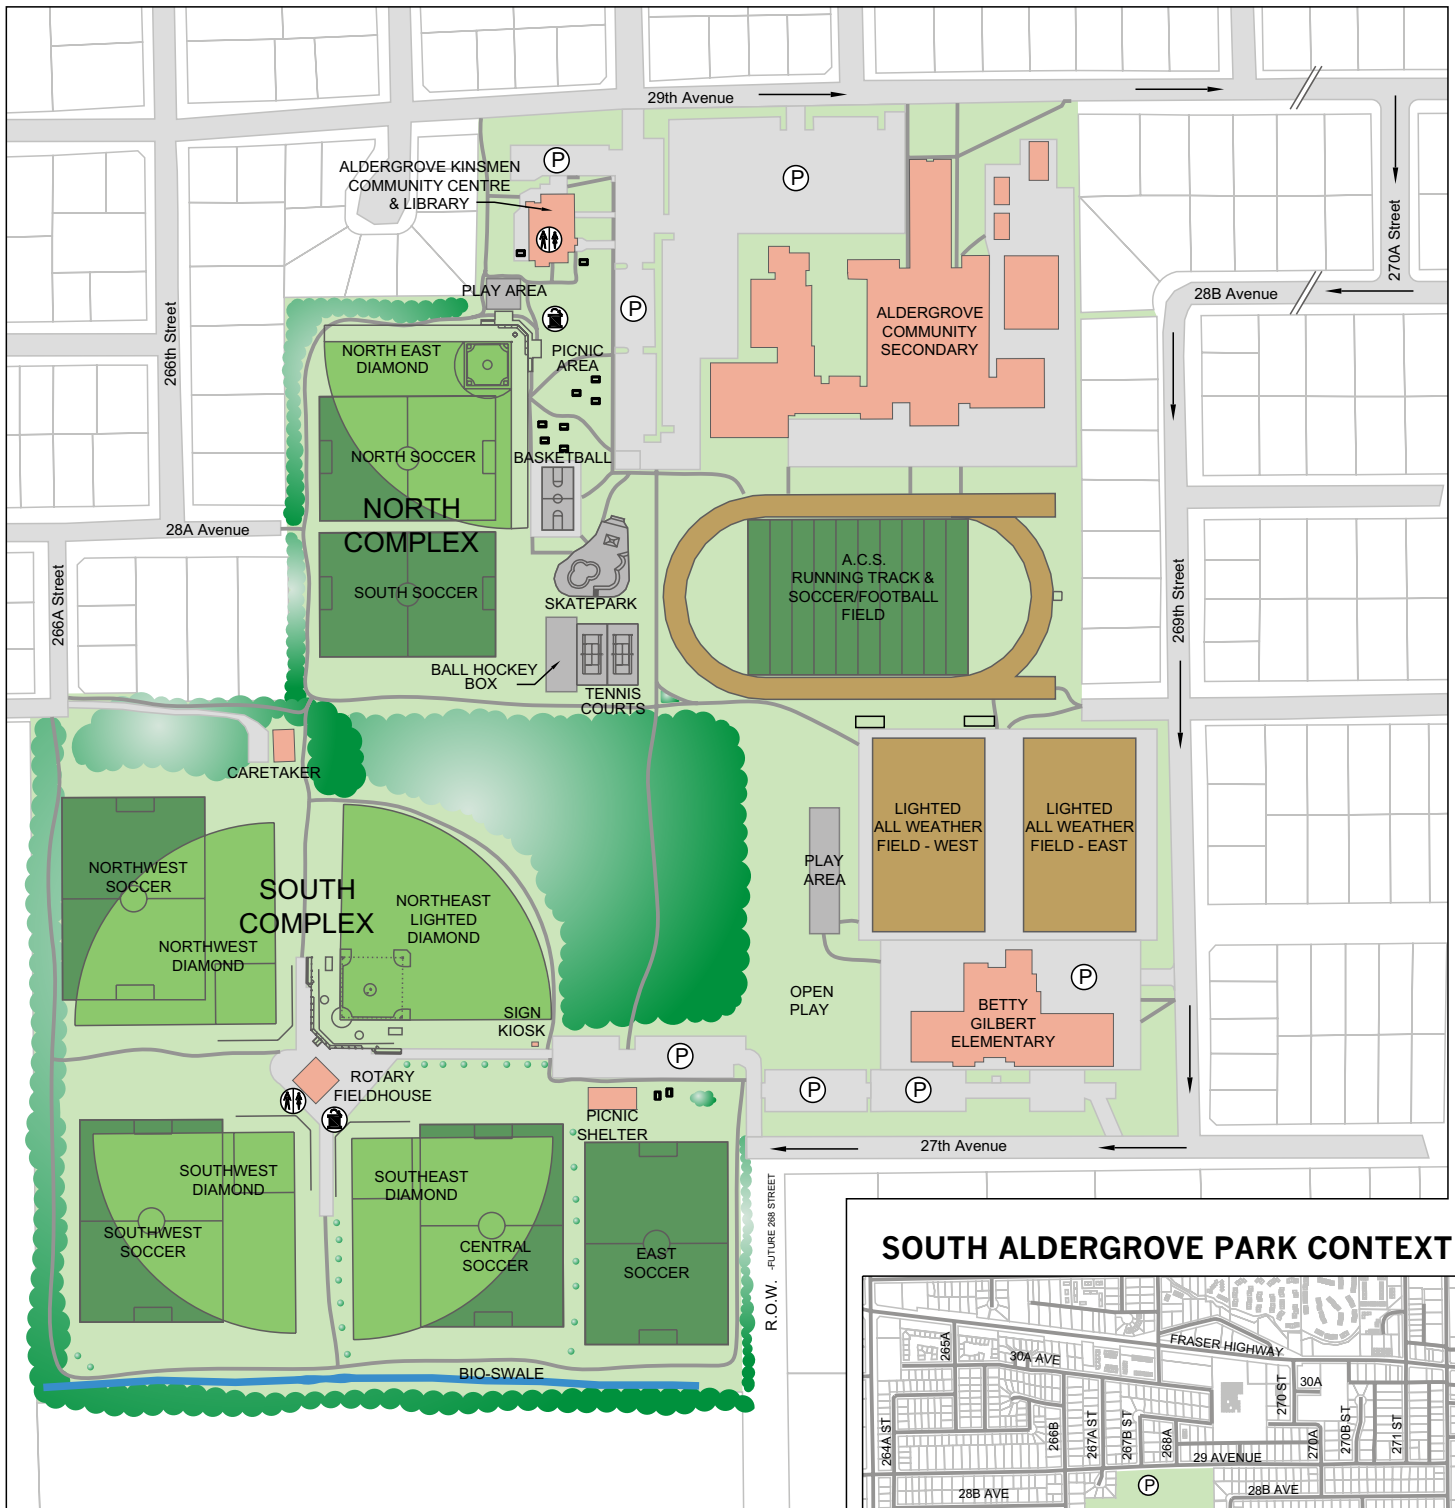 29th Avenue
P
ALDERGROVE KINSMEN
COMMUNITY CENTRE
& LIBRARY
P
266th Street
PLAY AREA
P
270A Street
28B Avenue
ALDERGROVE
COMMUNITY
SECONDARY
NORTH EAST
DIAMOND
PICNIC
AREA
NORTH SOCCER
BASKETBALL
NORTH
COMPLEX
28A Avenue
SOUTH SOCCER
A.C.S.
RUNNING TRACK &
SOCCER/FOOTBALL
FIELD
266A Street
269th Street
SKATEPARK
BALL HOCKEY
BOX
TENNIS
COURTS
CARETAKER
LIGHTED
ALL WEATHER
FIELD - WEST
LIGHTED
ALL WEATHER
FIELD - EAST
PLAY
AREA
NORTHWEST
SOCCER
SOUTH
COMPLEX
NORTHEAST
LIGHTED
DIAMOND
NORTHWEST
DIAMOND
OPEN
PLAY
P
SIGN
KIOSK
BETTY
GILBERT
ELEMENTARY
P
ROTARY
FIELDHOUSE
P
P
PICNIC
SHELTER
27th Avenue
SOUTHWEST
DIAMOND
SOUTHEAST
DIAMOND
SOUTHWEST
SOCCER
CENTRAL
SOCCER
EAST
SOCCER
R.O.W. -FUTURE 268 STREET
BIO-SWALE
SOUTH ALDERGROVE PARK CONTEXT
FRASER HIGHWAY
265A
30A AVE
30A
270 ST
264A ST
266B
267A ST
267B ST
268A
270A
270B ST
271 ST
29 AVENUE
P
28B AVE
28B AVE